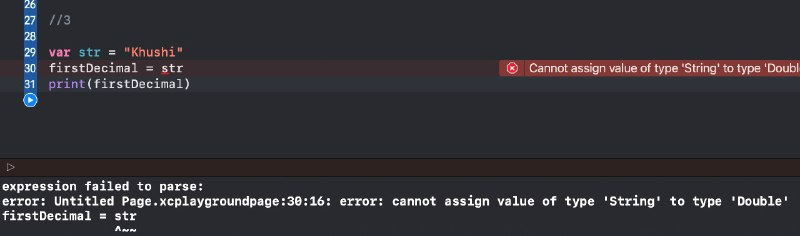 26
27 //3
28
29 var str = "Khushi"
30 firstDecimal = str Cannot assign value of type 'String' to type 'Doubl
31 print(firstDecimal)
expression failed to parse:
error: Untitled Page.xcplaygroundpage:30:16: error: cannot assign value of type 'String' to type 'Double'
firstDecimal = str
^~~